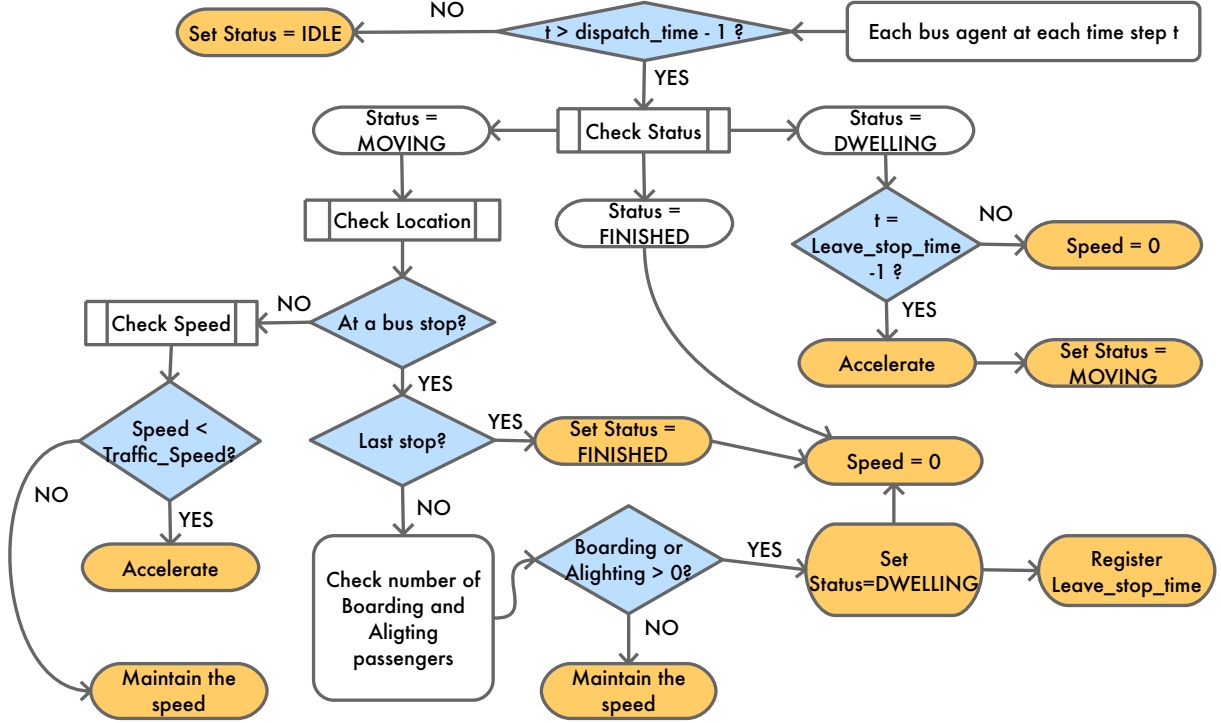 NO
Set Status = IDLE
t > dispatch_time - 1 ?
Each bus agent at each time step t
YES
Status =
MOVING
Check Status
Status =
DWELLING
Check Location
Status =
FINISHED
t =
Leave_stop_time
-1 ?
NO
Speed = 0
YES
Accelerate
Set Status =
MOVING
At a bus stop?
NO
Check Speed
YES
Speed <
Traffic_Speed?
NO
YES
Accelerate
Maintain the
speed
Last stop?
YES
Set Status =
FINISHED
Speed = 0
NO
Check number of
Boarding and
Aligting
passengers
Boarding or
Alighting > 0?
YES
Set
Status=DWELLING
Register
Leave_stop_time
NO
Maintain the
speed